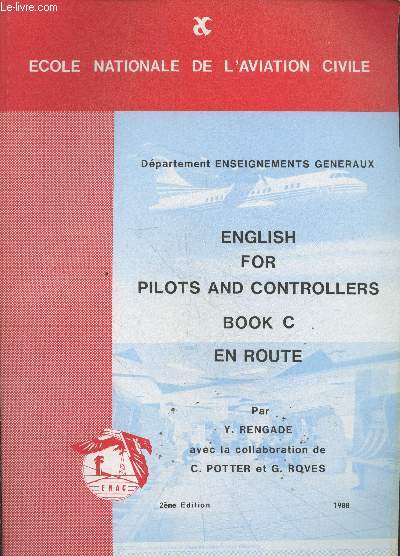 Le-livre.com
ECOLE NATIONALE DE L'AVIATION CIVILE
Département ENSEIGNEMENTS GENERAUX
ENGLISH
FOR
PILOTS AND CONTROLLERS
BOOK C
EN ROUTE
Par
Y. RENGADE
avec la collaboration de
C. POTTER et G. ROVES
2ène Edition 1988
ENAC